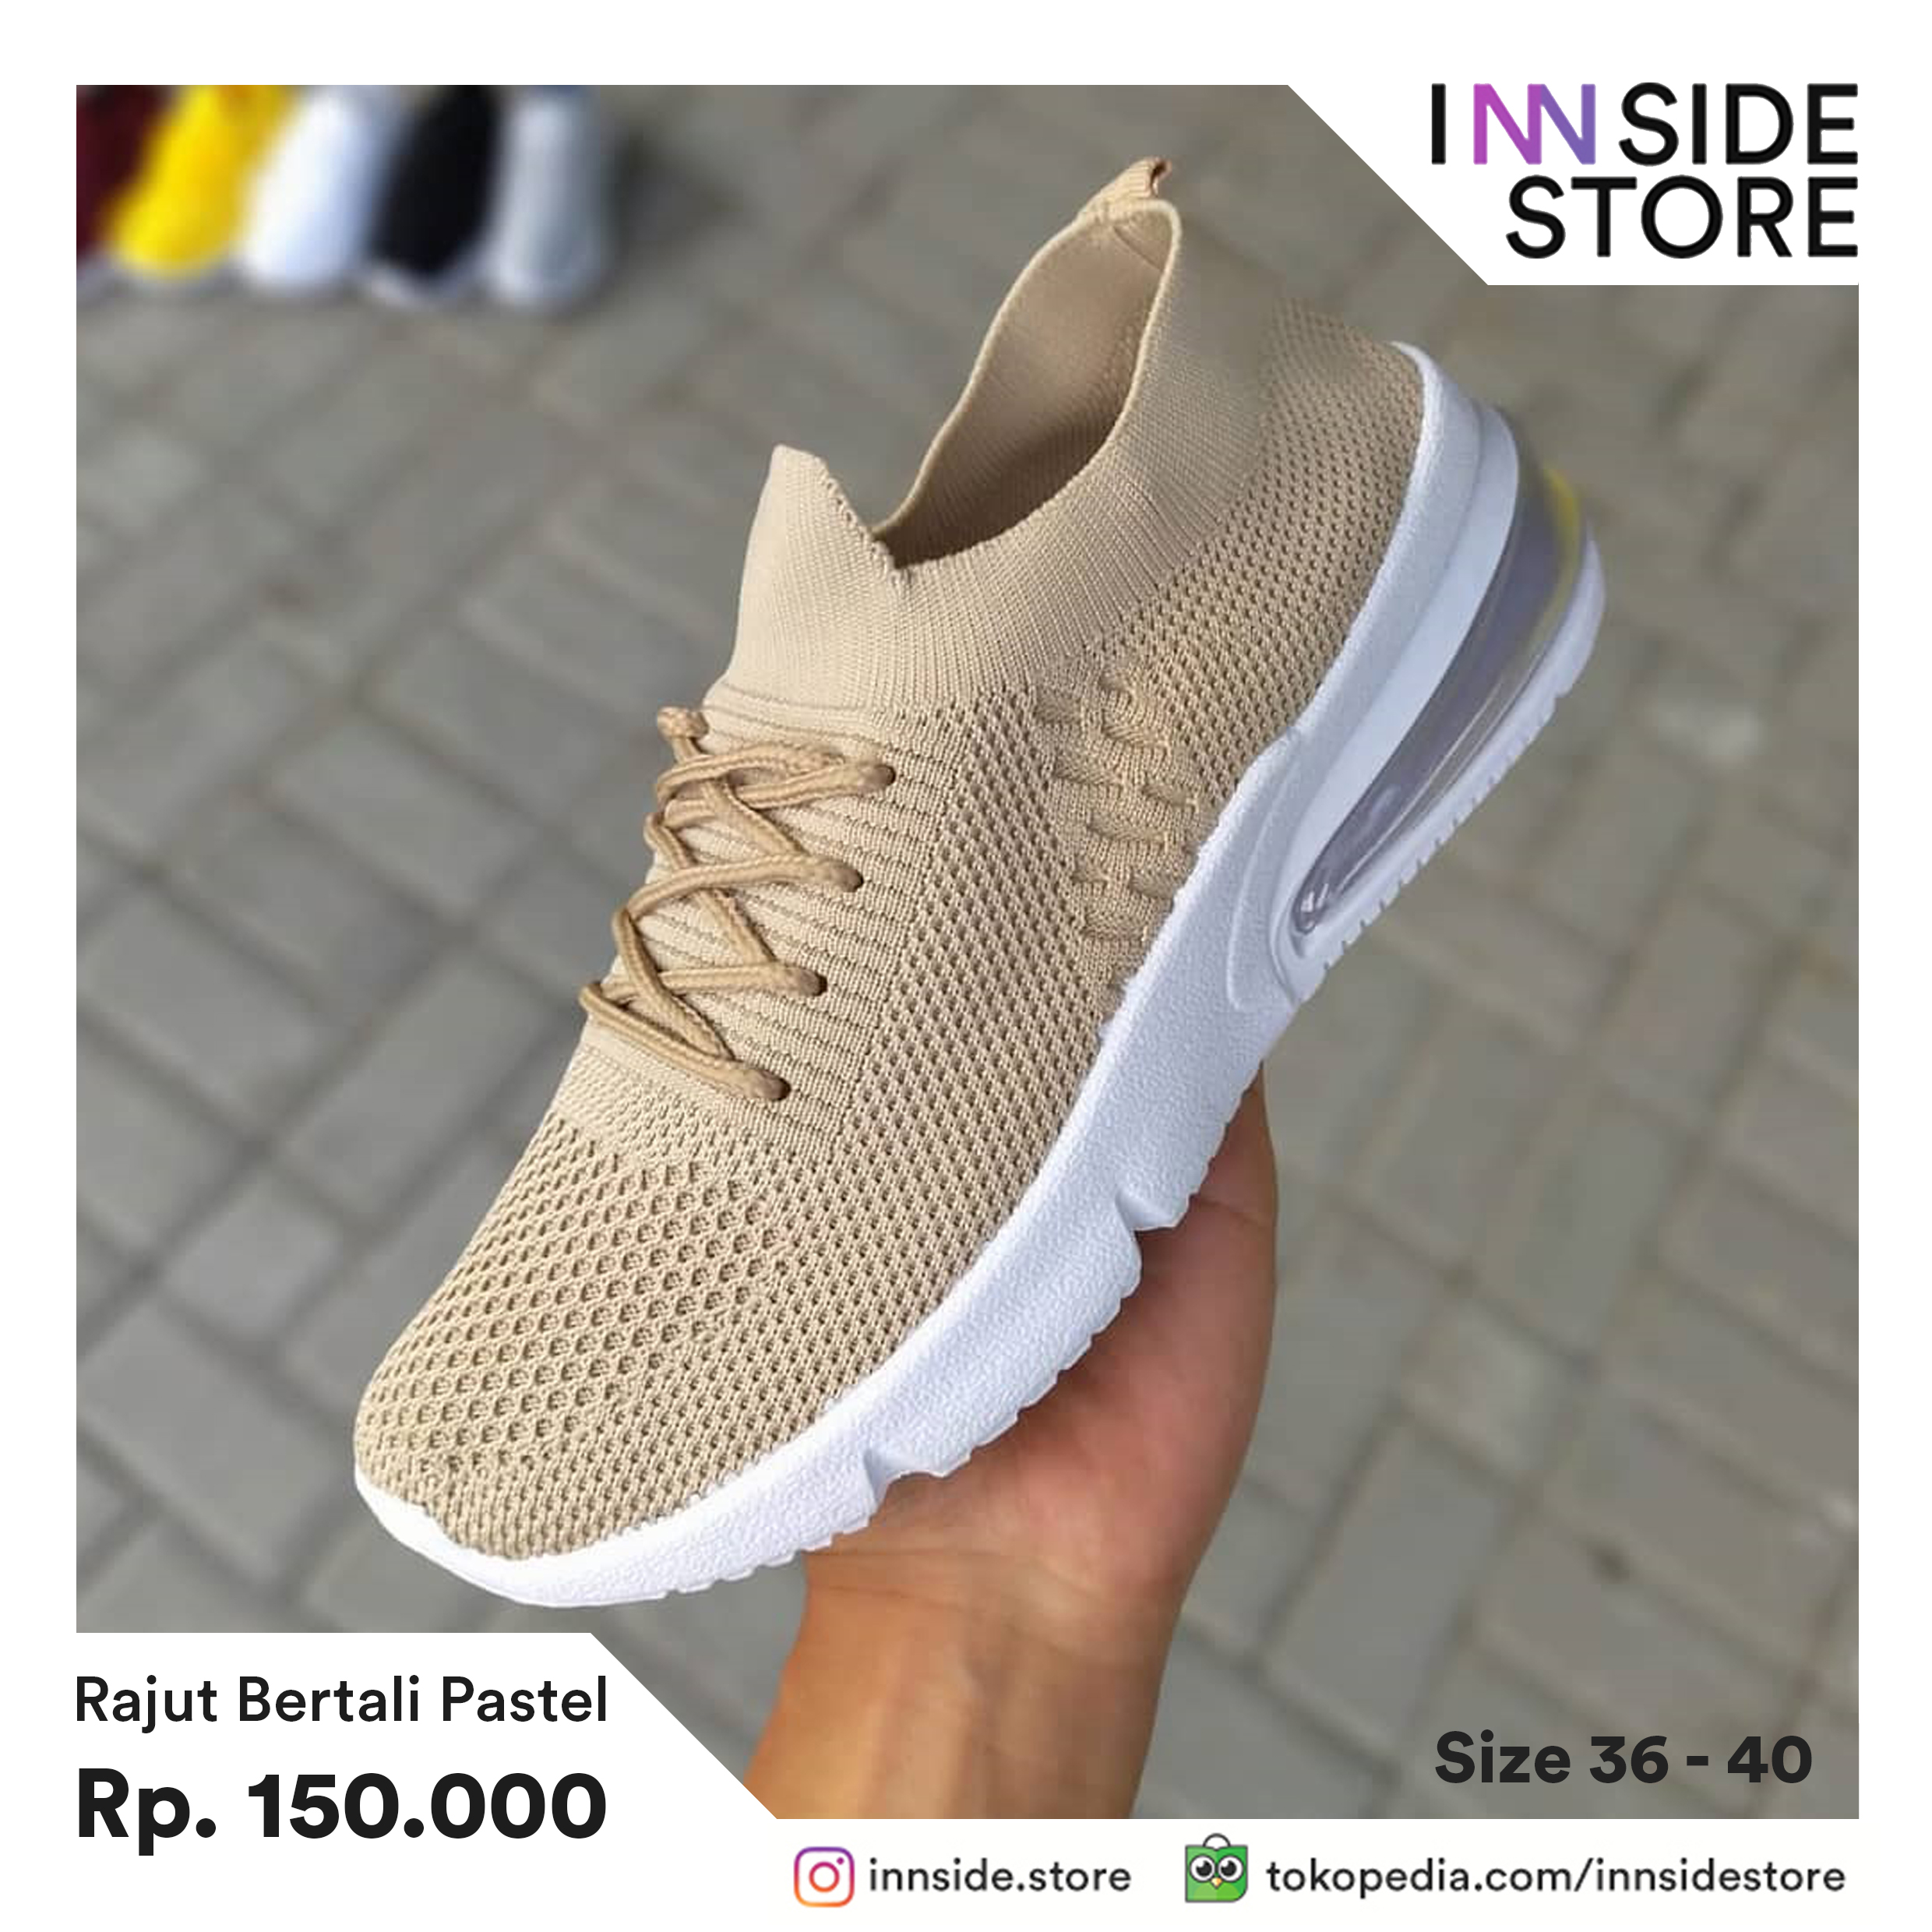 INNSIDE
STORE
Rajut Bertali Pastel
Rp. 150.000
Size 36 - 40
innside.store
tokopedia.com/innsidestore